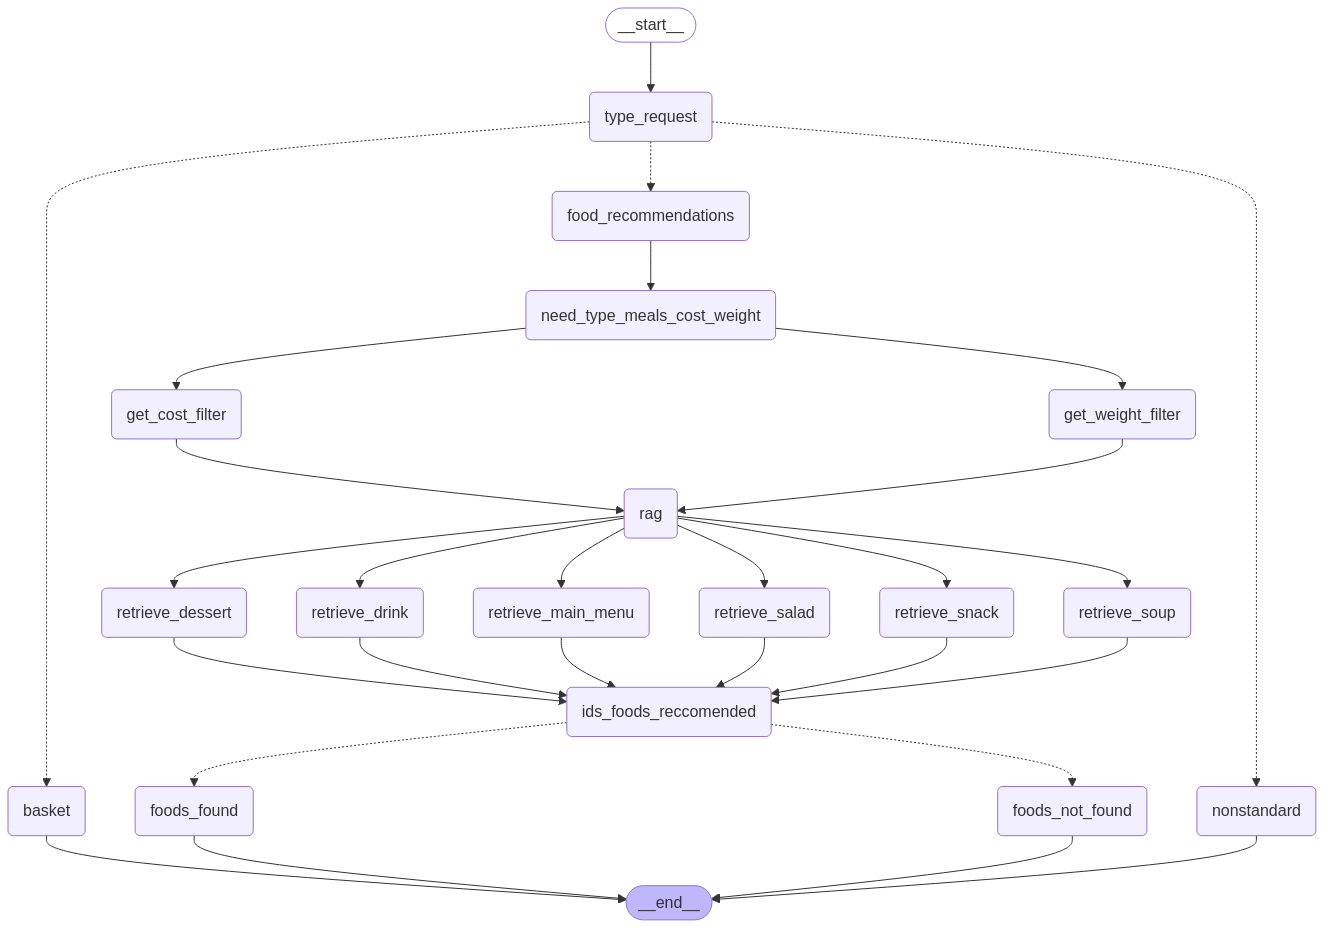 __start__
type_request
food_recommendations
need_type_meals_cost_weight
get_cost_filter
get_weight_filter
rag
retrieve_dessert
retrieve_drink
retrieve_main_menu
retrieve_salad
retrieve_snack
retrieve_soup
ids_foods_reccomended
basket
foods_found
foods_not_found
nonstandard
__end__